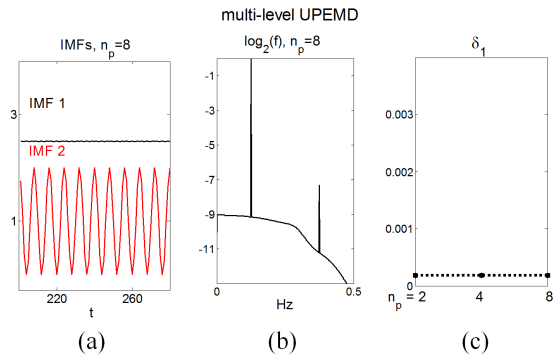 multi-level UPEMD
IMFs, n_p=8
log_2(f), n_p=8
δ_1
IMF 1
IMF 2
3
1
220
260
t
-1
-3
-5
-7
-9
-11
0
0.5
Hz
0.003
0.002
0.001
0
n_p = 2
4
8
(a)
(b)
(c)